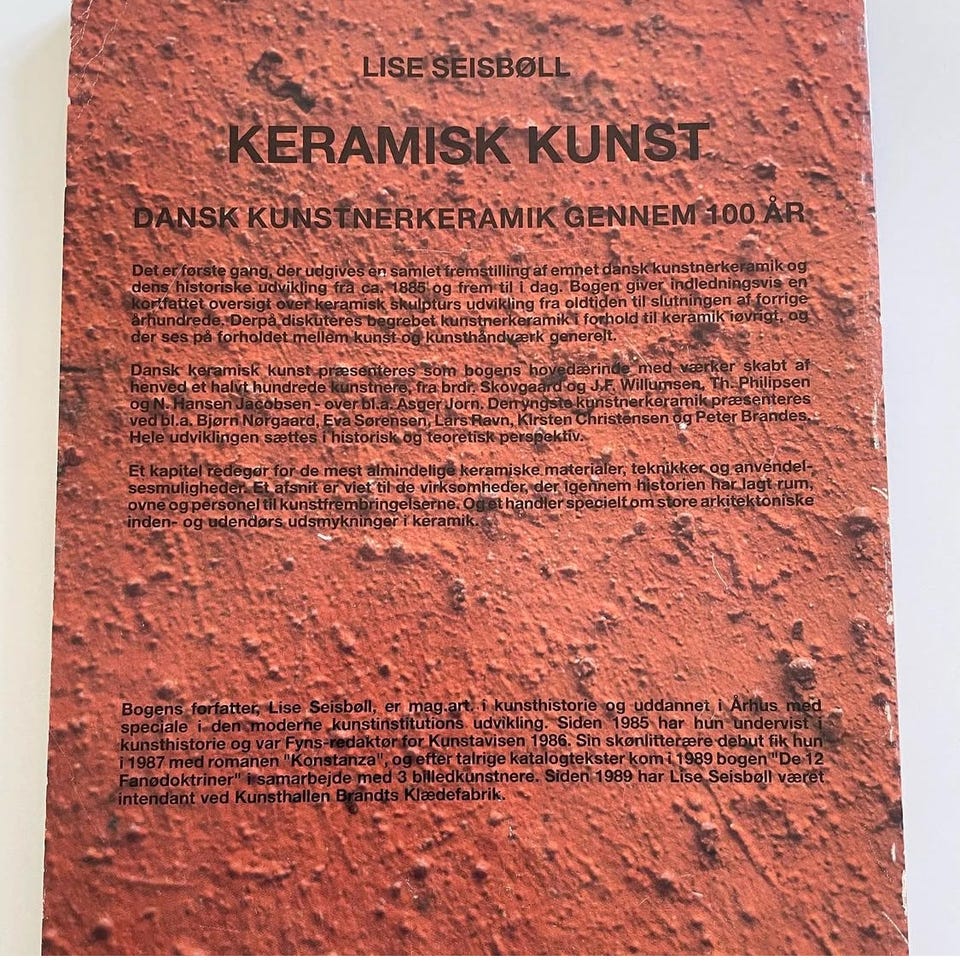 LISE SEISBØLL
KERAMISK KUNST
DANSK KUNSTNERKERAMIK GENNEM 100 ÅR
Det er første gang, der udgives en samlet fremstilling af emnet dansk kunstnerkeramik og
dens historiske udvikling fra ca. 1885 og frem til i dag. Bogen giver indledningsvis en
kortfattet oversigt over keramisk skulpturs udvikling fra oldtiden til slutningen af forrige
århundrede. Derpå diskuteres begrebet kunstnerkeramik i forhold til keramik iøvrigt, og
der ses på forholdet mellem kunst og kunsthåndværk generelt.
Dansk keramisk kunst præsenteres som bogens hovedærinde med værker skabt af
henved et halvt hundrede kunstnere, fra brdr. Skovgaard og J.F. Willumsen, Th. Philipsen
og N. Hansen Jacobsen - over bl.a. Asger Jorn. Den yngste kunstnerkeramik præsenteres
ved bl.a. Bjørn Nørgaard, Eva Sørensen, Lars Ravn, Kirsten Christensen og Peter Brandes.
Hele udviklingen sættes i historisk og teoretisk perspektiv.
Et kapitel redegør for de mest almindelige keramiske materialer, teknikker og anvendel-
sesmuligheder. Et afsnit er viet til de virksomheder, der igennem historien har lagt rum,
ovne og personel til kunstfrembringelserne. Og et handler specielt om store arkitektoniske
inden- og udendørs udsmykninger i keramik.
Bogens forfatter, Lise Seisbøll, er mag.art. i kunsthistorie og uddannet i Århus med
speciale i den moderne kunstinstitutions udvikling. Siden 1985 har hun undervist i
kunsthistorie og var Fyns-redaktør for Kunstavisen 1986. Sin skønlitterære debut fik hun
i 1987 med romanen "Konstanza", og efter talrige katalogtekster kom i 1989 bogen "De 12
Fanødoktriner" i samarbejde med 3 billedkunstnere. Siden 1989 har Lise Seisbøll været
intendant ved Kunsthallen Brandts Klædefabrik.